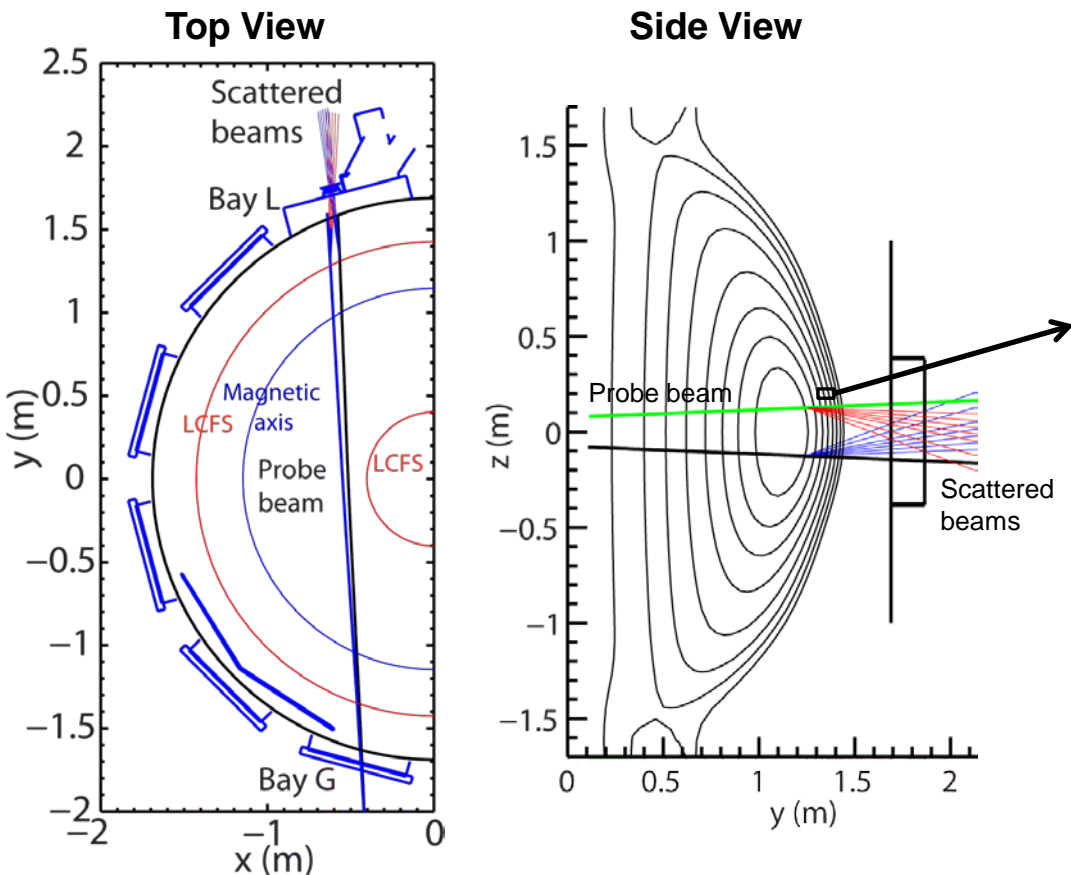 Top View
2.5
2
1.5
1
0.5
0
−0.5
−1
−1.5
−2
y (m)
−2
−1
0
x (m)
Scattered
beams
Bay L
Magnetic
axis
LCFS
LCFS
Probe
beam
Bay G
Side View
1.5
1
0.5
0
−0.5
−1
−1.5
z (m)
0
0.5
1
1.5
2
y (m)
Probe beam
Scattered
beams